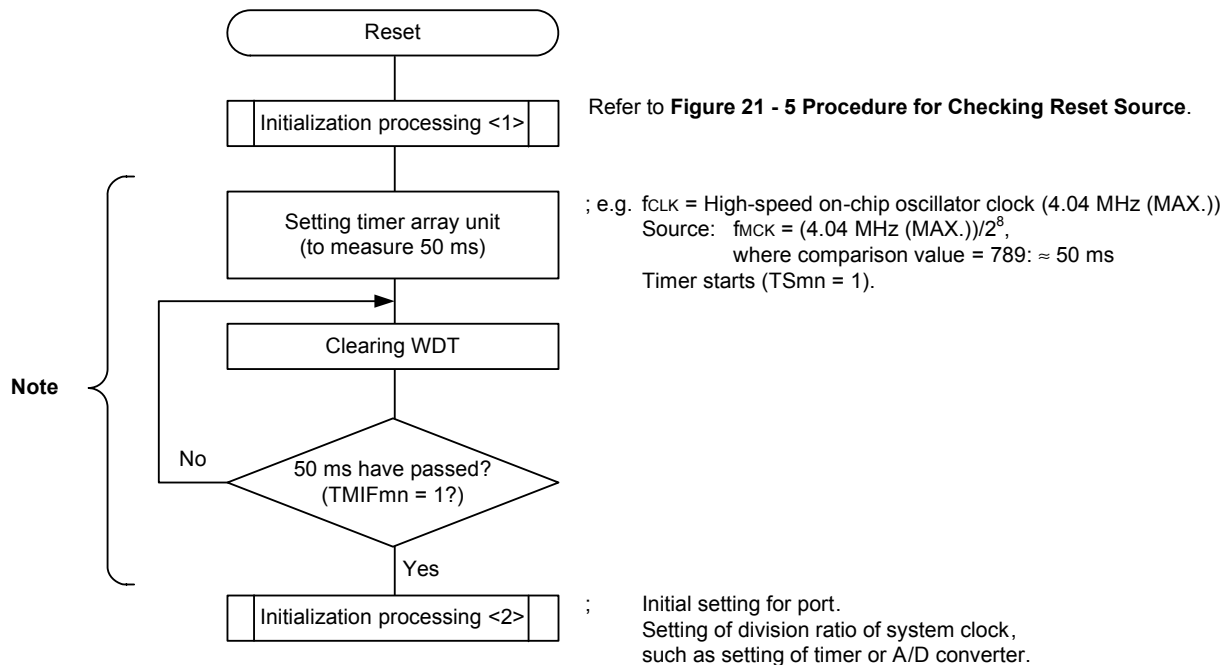 Reset
Initialization processing <1>
Refer to Figure 21 - 5 Procedure for Checking Reset Source.
Setting timer array unit
(to measure 50 ms)
; e.g. fCLK = High-speed on-chip oscillator clock (4.04 MHz (MAX.))
Source: fMCK = (4.04 MHz (MAX.))/2⁸,
where comparison value = 789: ≈ 50 ms
Timer starts (TSmn = 1).
Clearing WDT
Note
No
50 ms have passed?
(TMIFmn = 1?)
Yes
Initialization processing <2>
; Initial setting for port.
Setting of division ratio of system clock,
such as setting of timer or A/D converter.